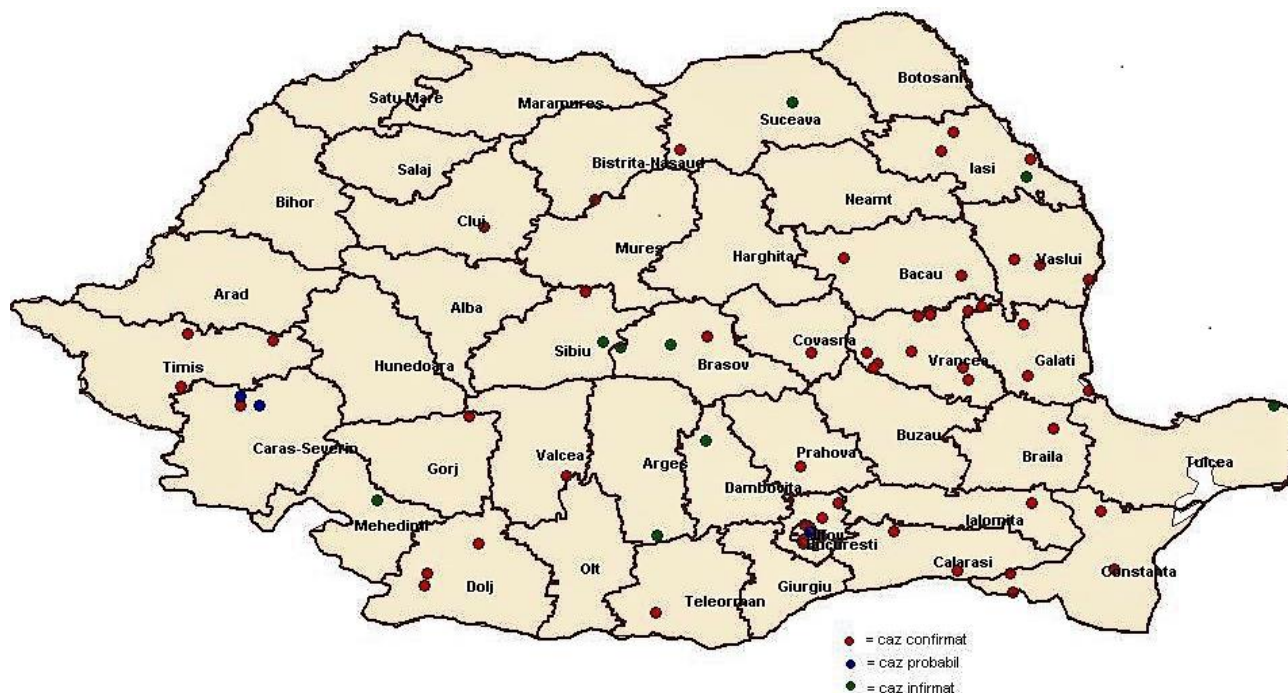 Botosani
Satu Mare
Maramures
Suceava
Bistrita-Nasaud
Salaj
Iasi
Bihor
Neamt
Cluj
Mures
Harghita
Vaslui
Bacau
Arad
Alba
Covasna
Sibiu
Brasov
Vrancea
Galati
Timis
Hunedoara
Buzau
Caras-Severin
Valcea
Prahova
Braila
Gorj
Arges
Tulcea
Dambovita
Mehedinti
Ialomita
Ilfov
Bucuresti
Calarasi
Constanta
Olt
Dolj
Giurgiu
Teleorman
= caz confirmat
= caz probabil
= caz infirmat